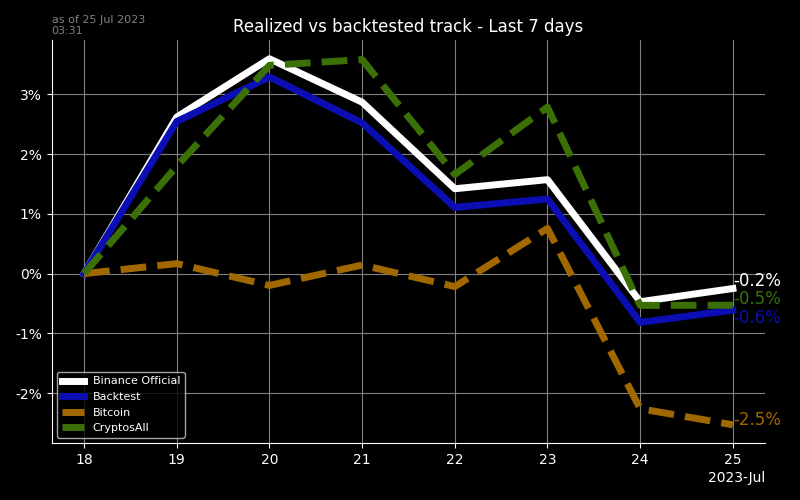 as of 25 Jul 2023
03:31
Realized vs backtested track - Last 7 days
3%
2%
1%
0%
-1%
-2%
-0.2%
-0.5%
-0.6%
-2.5%
Binance Official
Backtest
Bitcoin
CryptosAll
18 19 20 21 22 23 24 25
2023-Jul